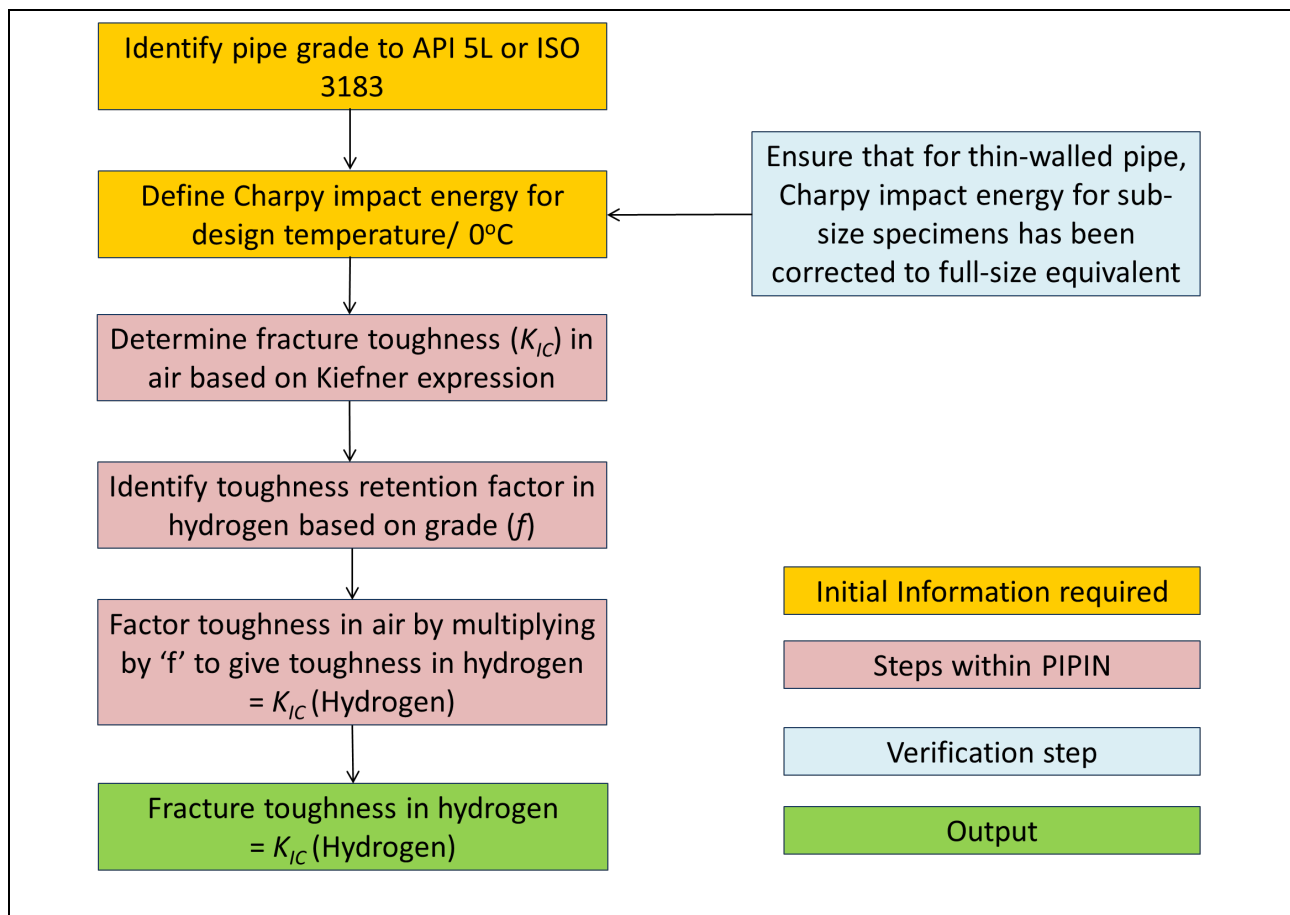 Identify pipe grade to API 5L or ISO
3183
Define Charpy impact energy for
design temperature/ 0°C
Ensure that for thin-walled pipe,
Charpy impact energy for sub-
size specimens has been
corrected to full-size equivalent
Determine fracture toughness (KIC) in
air based on Kiefner expression
Identify toughness retention factor in
hydrogen based on grade (f)
Factor toughness in air by multiplying
by ‘f’ to give toughness in hydrogen
= KIC (Hydrogen)
Fracture toughness in hydrogen
= KIC (Hydrogen)
Initial Information required
Steps within PIPIN
Verification step
Output